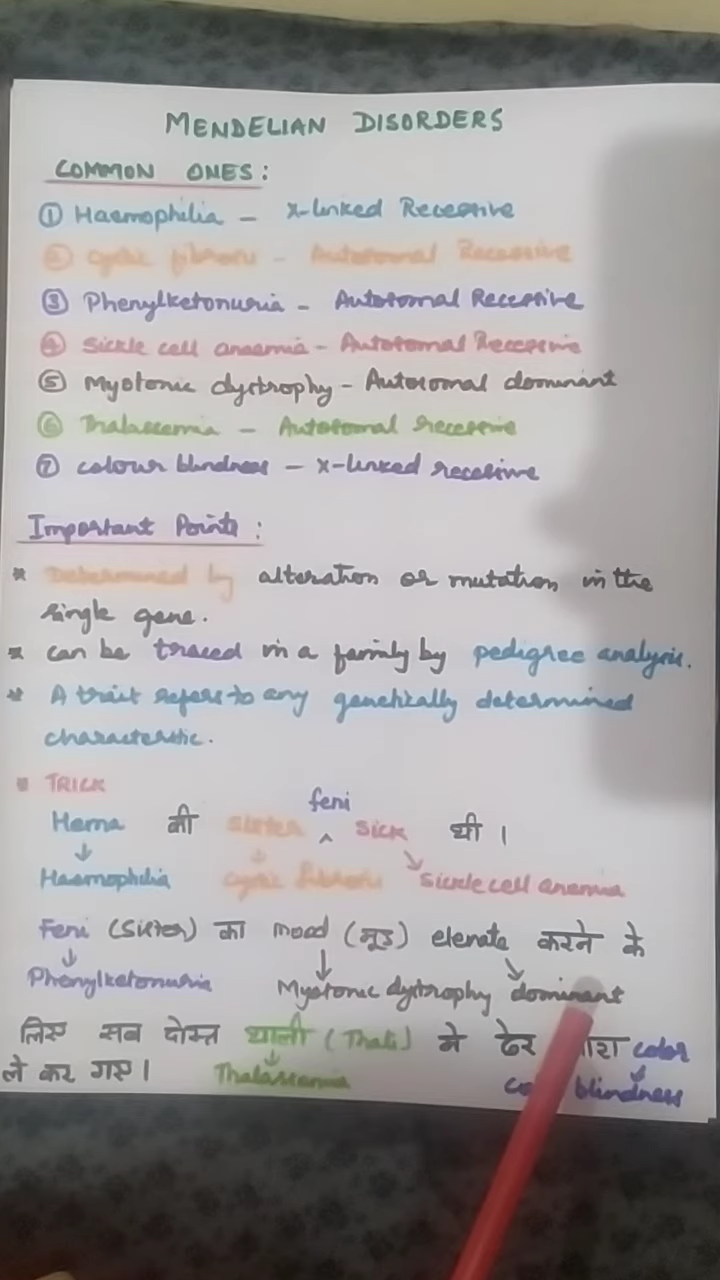 MENDELIAN DISORDERS
COMMON ONES:
① Haemophilia - X-linked Recessive
② Cystic fibrosis - Autosomal Recessive
③ Phenylketonuria - Autosomal Recessive
④ Sickle cell anaemia - Autosomal Recessive
⑤ Myotonic dystrophy - Autosomal dominant
⑥ Thalassemia - Autosomal recessive
⑦ colour blindness - X-linked recessive
Important Points:
* Determined by alteration or mutation in the
single gene.
* can be traced in a family by pedigree analysis.
* A trait refers to any genetically determined
characteristic.
TRICK
feni
Hema की sister ^ sick थी ।
↓ ↓ ↘
Haemophilia cystic fibrosis sickle cell anemia
Feni (Sister) का mood (मूड) elevate करने के
↓ ↓ ↘
Phenylketonuria Myotonic dystrophy dominant
लिए सब दोस्त थाली (Thali) मे ढेर color
ले कर गए। Thalassemia blindness